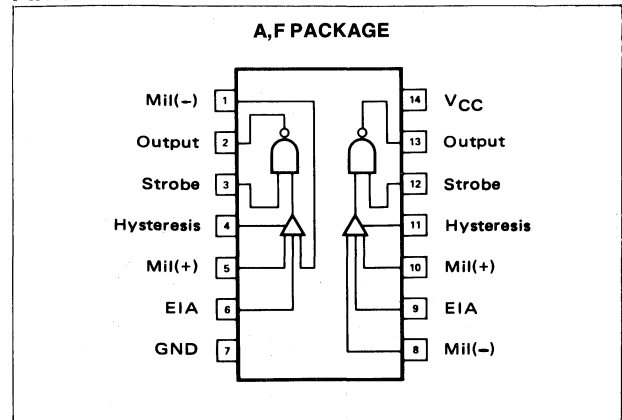 A,F PACKAGE
Mil(−) 1 14 VCC
Output 2 13 Output
Strobe 3 12 Strobe
Hysteresis 4 11 Hysteresis
Mil(+) 5 10 Mil(+)
EIA 6 9 EIA
GND 7 8 Mil(−)